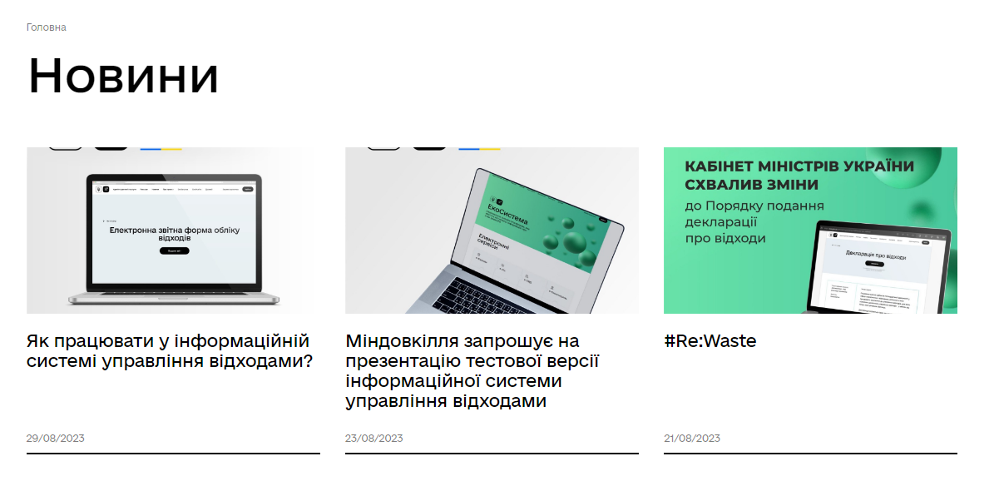 Головна
Новини
Електронна звітна форма обліку
відходів
ЕкоСистема
Електронні
сервіси
КАБІНЕТ МІНІСТРІВ УКРАЇНИ
СХВАЛИВ ЗМІНИ
до Порядку подання
декларації
про відходи
Декларація про відходи
Як працювати у інформаційній
системі управління відходами?
Міндовкілля запрошує на
презентацію тестової версії
інформаційної системи
управління відходами
#Re:Waste
29/08/2023
23/08/2023
21/08/2023